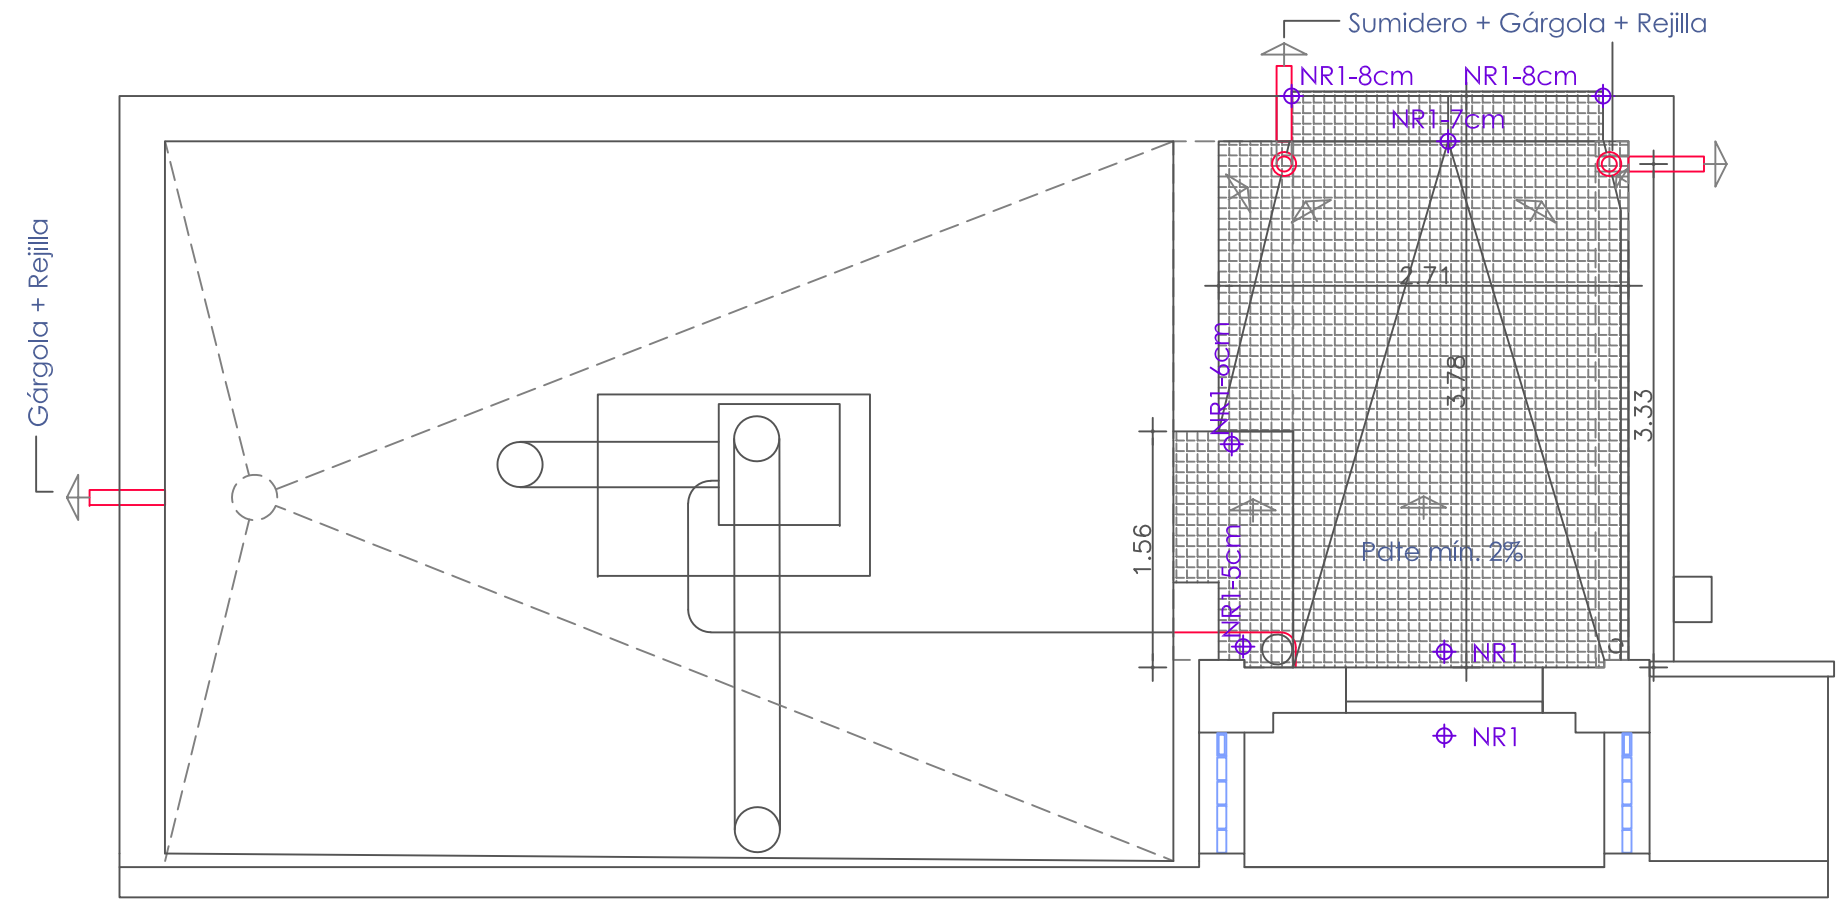 Sumidero + Gárgola + Rejilla
NR1-8cm
NR1-8cm
NR1-7cm
Gárgola + Rejilla
2.71
NR1-6cm
3.78
3.33
1.56
NR1-5cm
Pdte mín. 2%
NR1
NR1